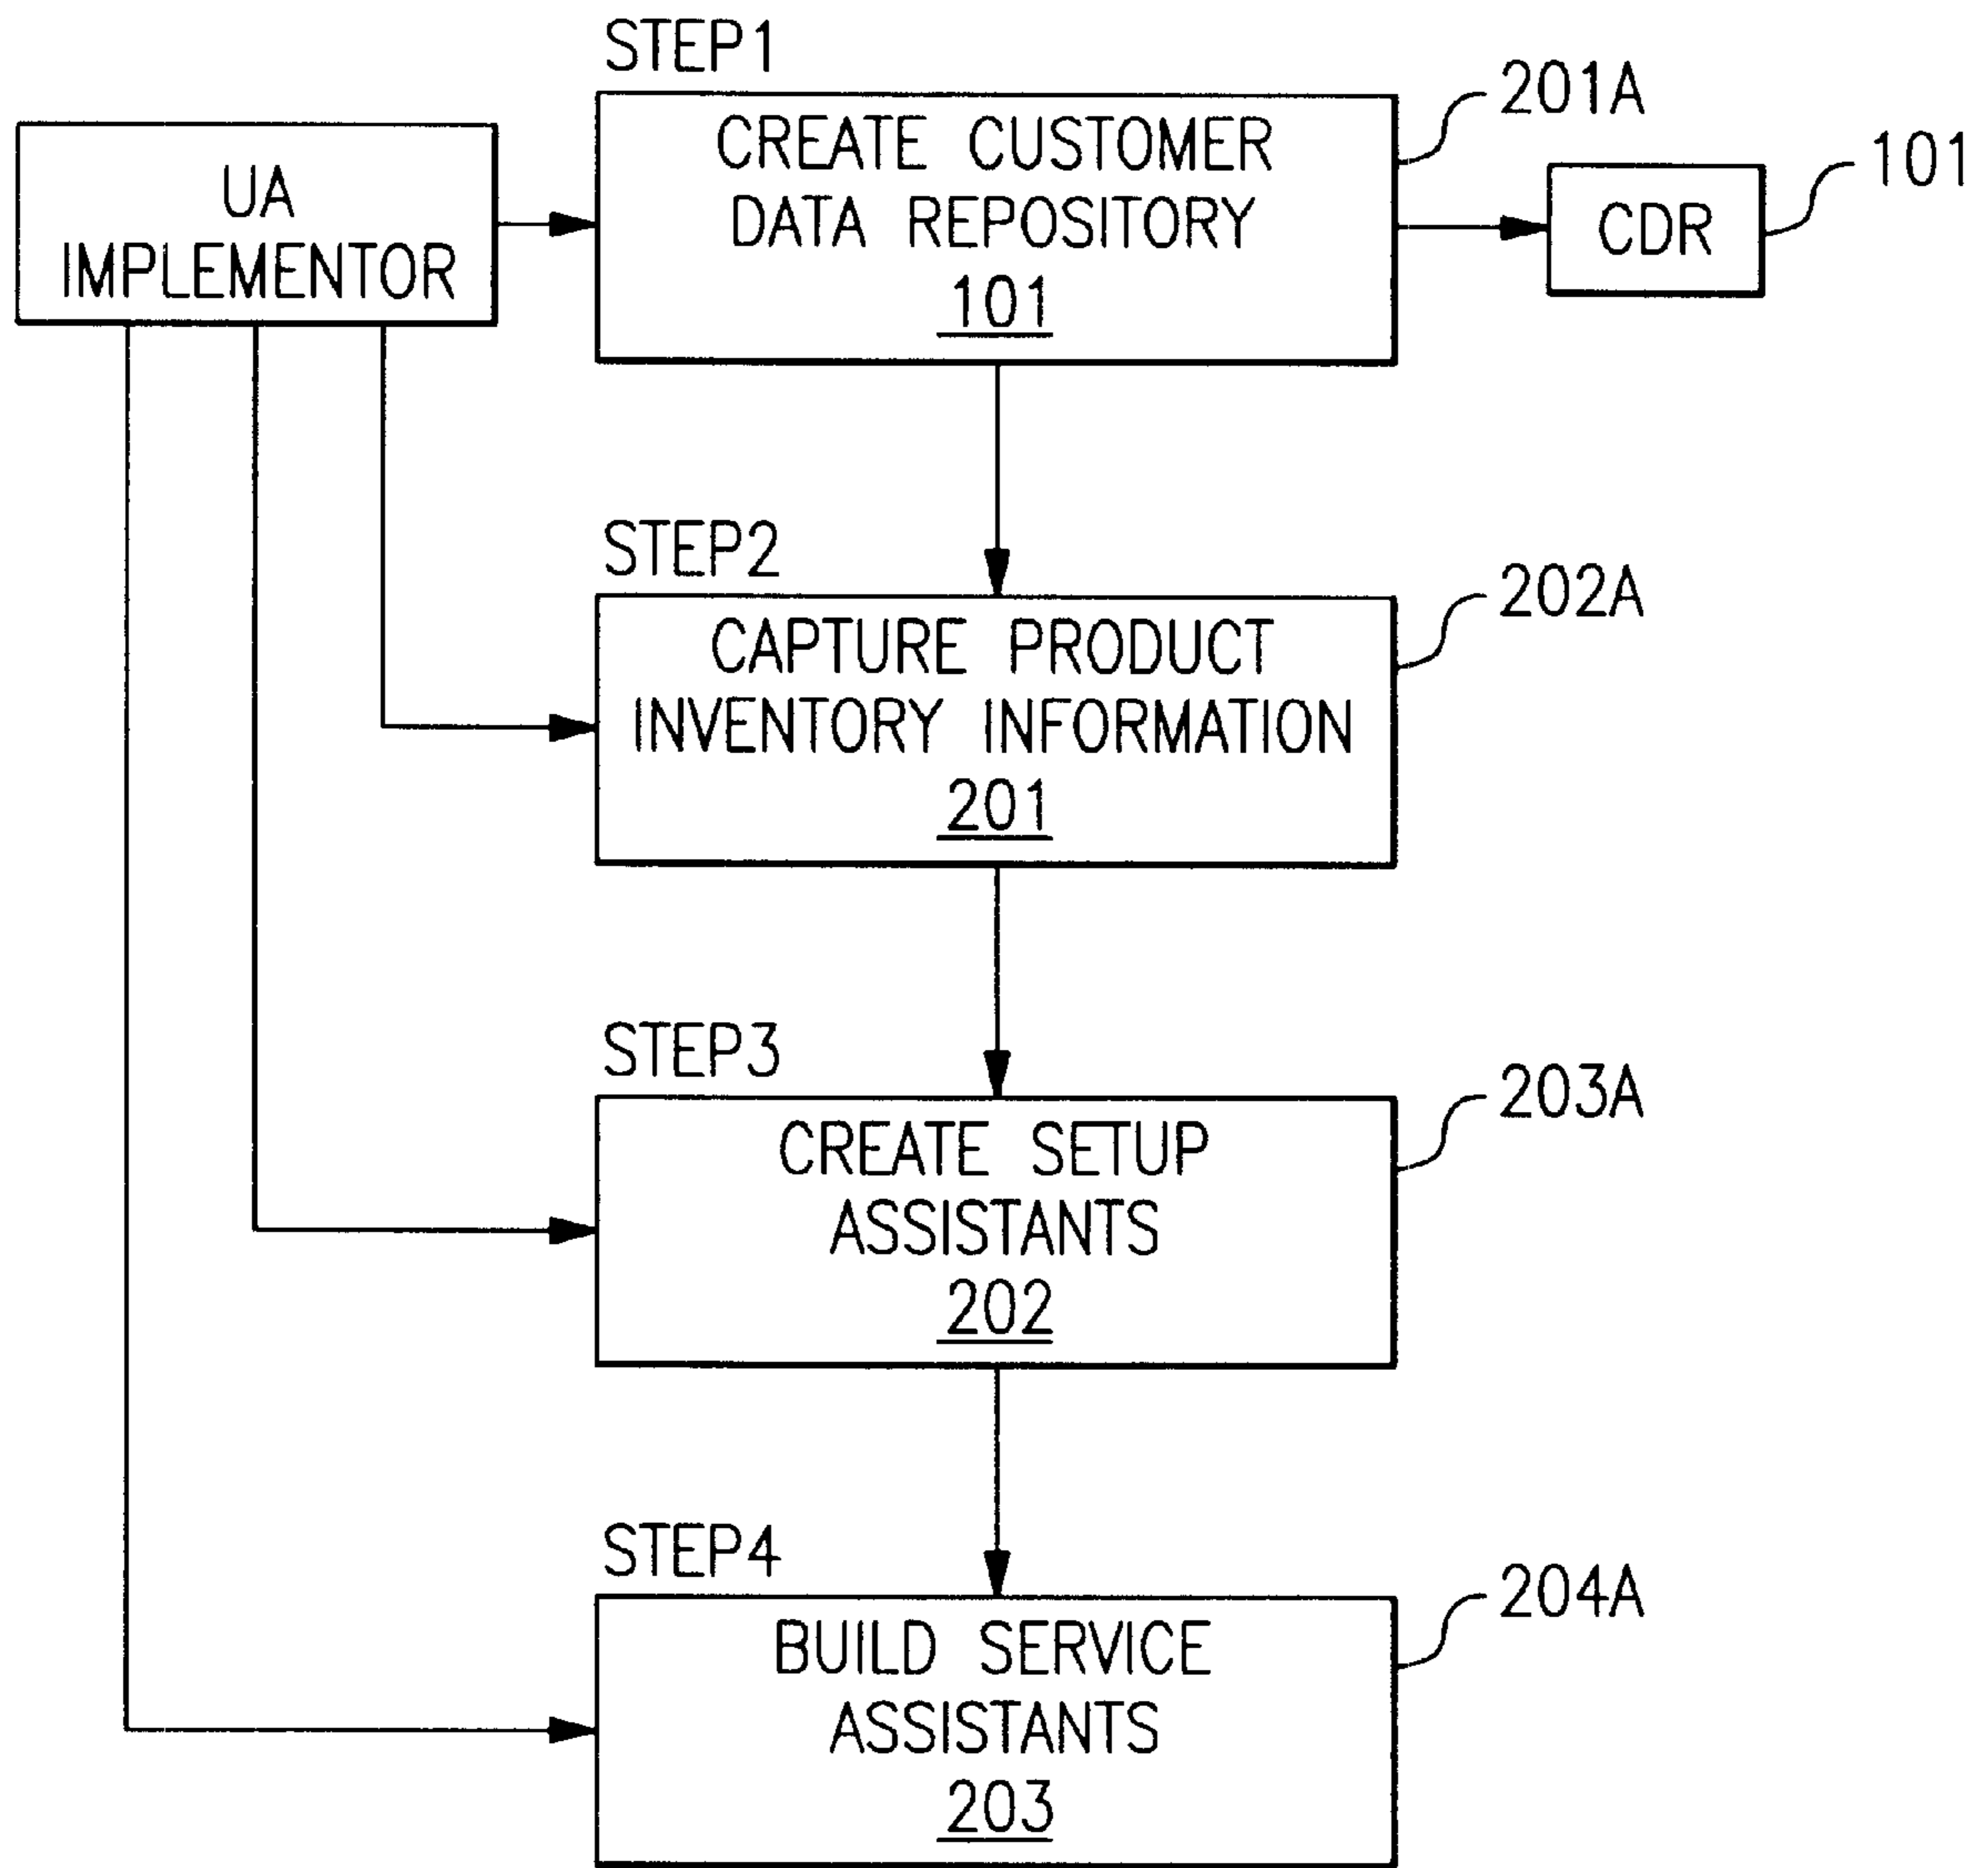 STEP1
201A
UA
IMPLEMENTOR
CREATE CUSTOMER
DATA REPOSITORY
101
CDR
101
STEP2
202A
CAPTURE PRODUCT
INVENTORY INFORMATION
201
STEP3
203A
CREATE SETUP
ASSISTANTS
202
STEP4
204A
BUILD SERVICE
ASSISTANTS
203